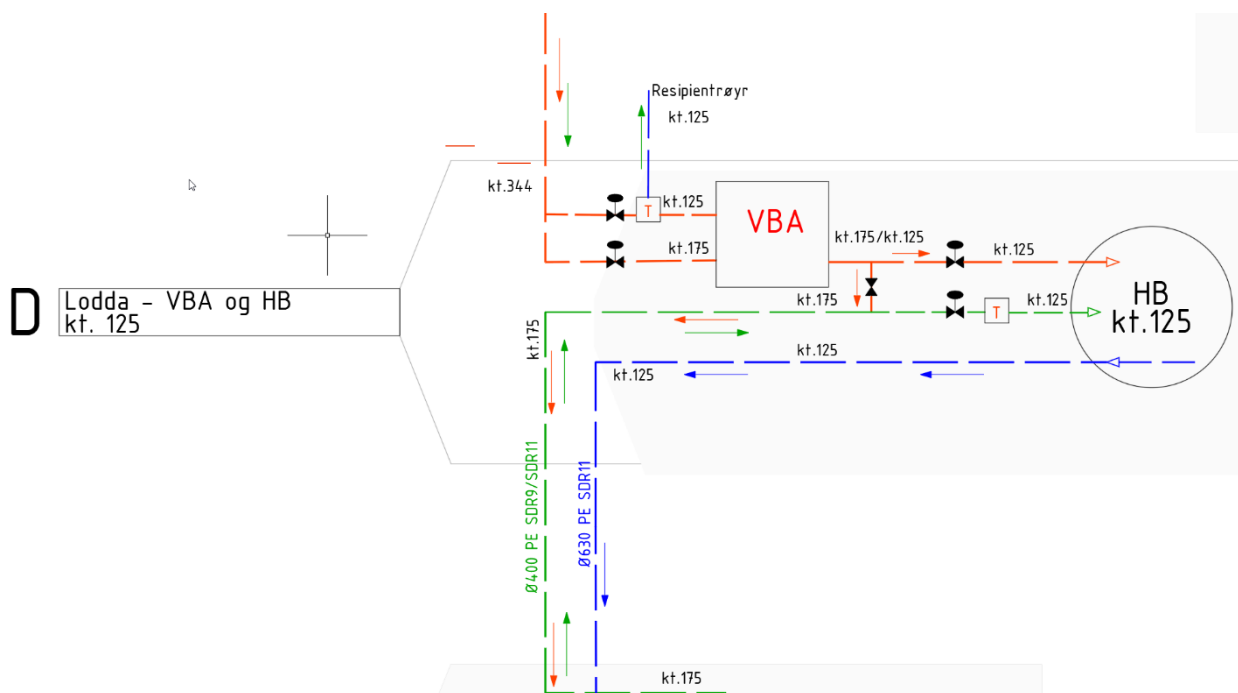 Resipientrøyr
kt.125
kt.344
T
kt.125
VBA
kt.175
kt.175/kt.125
kt.125
D
Lodda - VBA og HB
kt. 125
kt.175
kt.125
T
HB
kt.125
kt.175
kt.125
kt.125
Ø400 PE SDR9/SDR11
Ø630 PE SDR11
kt.175